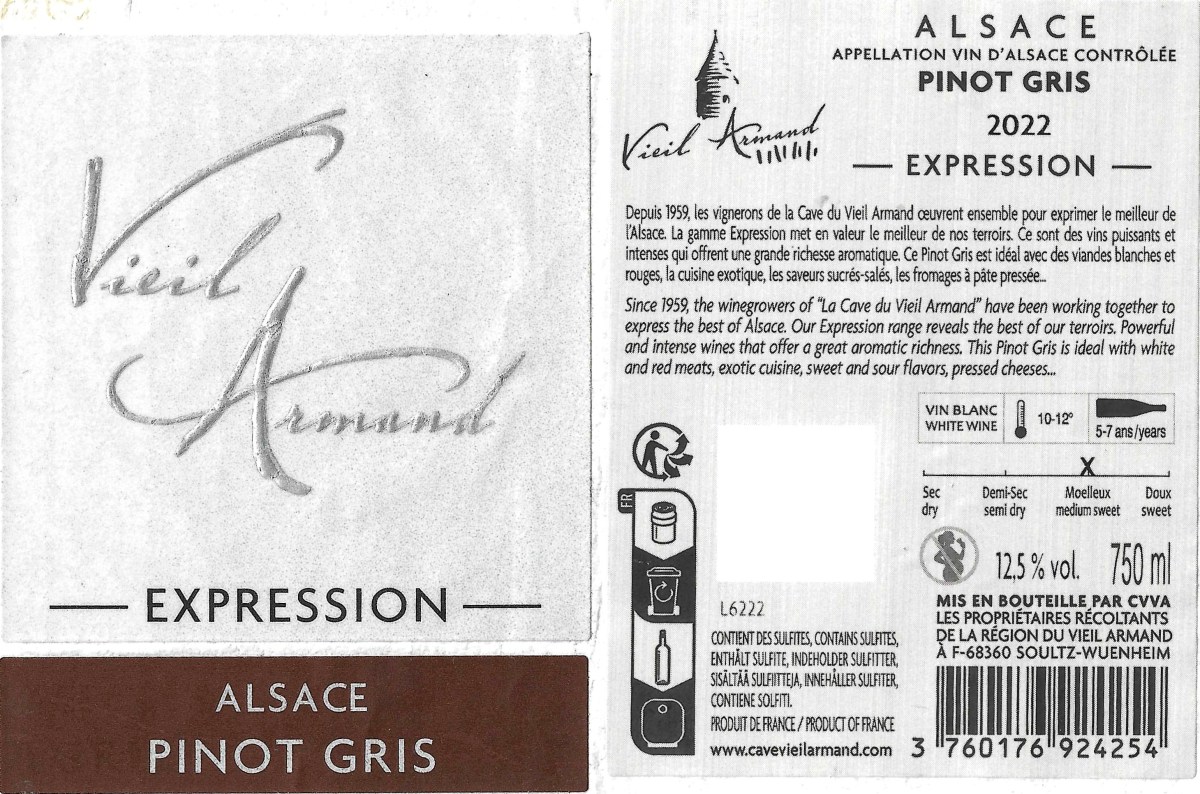 Vieil
Armand
EXPRESSION
ALSACE
PINOT GRIS
ALSACE
APPELLATION VIN D'ALSACE CONTRÔLÉE
PINOT GRIS
2022
EXPRESSION
Vieil Armand
Depuis 1959, les vignerons de la Cave du Vieil Armand œuvrent ensemble pour exprimer le meilleur de
l'Alsace. La gamme Expression met en valeur le meilleur de nos terroirs. Ce sont des vins puissants et
intenses qui offrent une grande richesse aromatique. Ce Pinot Gris est idéal avec des viandes blanches et
rouges, la cuisine exotique, les saveurs sucrés-salés, les fromages à pâte pressée...
Since 1959, the winegrowers of "La Cave du Vieil Armand" have been working together to
express the best of Alsace. Our Expression range reveals the best of our terroirs. Powerful
and intense wines that offer a great aromatic richness. This Pinot Gris is ideal with white
and red meats, exotic cuisine, sweet and sour flavors, pressed cheeses...
VIN BLANC
WHITE WINE
10-12°
5-7 ans/years
X
Sec Demi-Sec Moelleux Doux
dry semi dry medium sweet sweet
FR
12,5 % vol. 750 ml
MIS EN BOUTEILLE PAR CVVA
LES PROPRIÉTAIRES RÉCOLTANTS
DE LA RÉGION DU VIEIL ARMAND
À F-68360 SOULTZ-WUENHEIM
L6222
CONTIENT DES SULFITES, CONTAINS SULFITES,
ENTHÄLT SULFITE, INDEHOLDER SULFITTER,
SISÄLTÄÄ SULFIITTEJA, INNEHÅLLER SULFITER,
CONTIENE SOLFITI.
PRODUIT DE FRANCE / PRODUCT OF FRANCE
www.cavevieilarmand.com
3 760176 924254